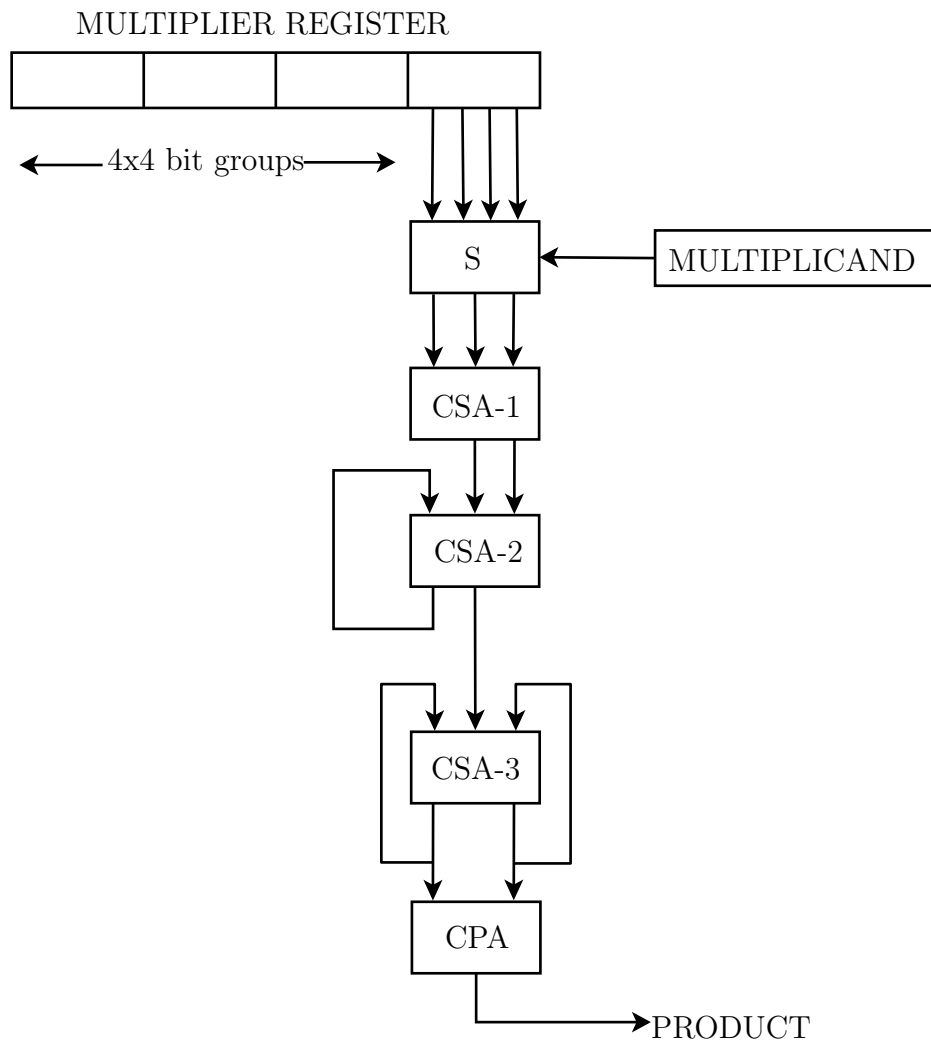 MULTIPLIER REGISTER
4x4 bit groups
S
MULTIPLICAND
CSA-1
CSA-2
CSA-3
CPA
PRODUCT